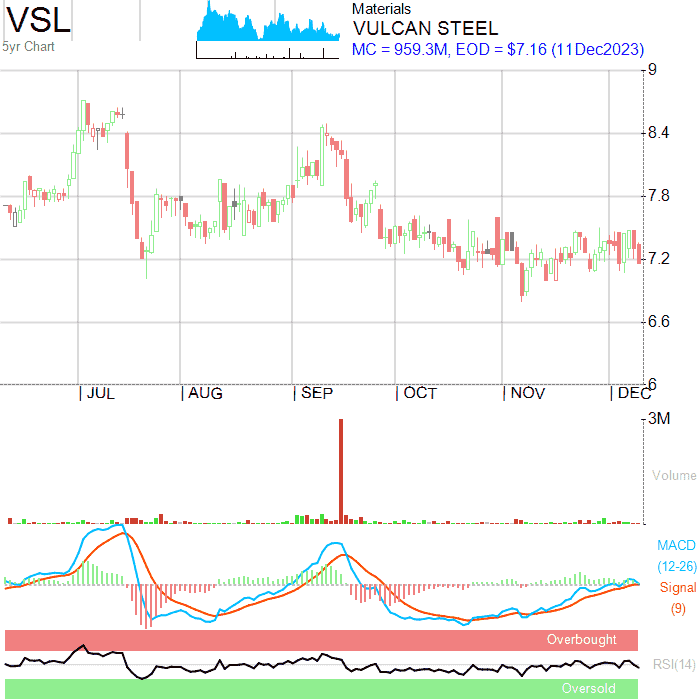 VSL
5yr Chart
Materials
VULCAN STEEL
MC = 959.3M, EOD = $7.16 (11Dec2023)
9
8.4
7.8
7.2
6.6
6
JUL AUG SEP OCT NOV DEC
3M
Volume
MACD
(12-26)
Signal
(9)
Overbought
RSI(14)
Oversold